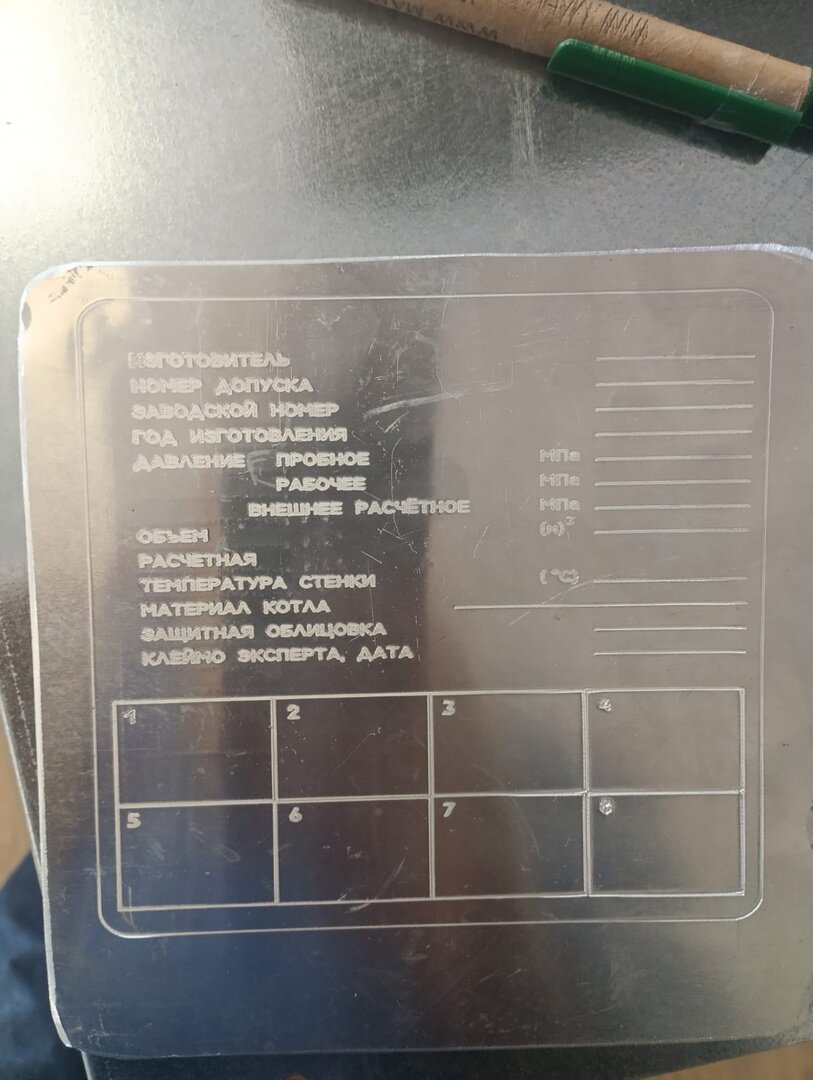 ИЗГОТОВИТЕЛЬ
НОМЕР ДОПУСКА
ЗАВОДСКОЙ НОМЕР
ГОД ИЗГОТОВЛЕНИЯ
ДАВЛЕНИЕ ПРОБНОЕ МПа
РАБОЧЕЕ МПа
ВНЕШНЕЕ РАСЧЁТНОЕ МПа
ОБЪЕМ (м)³
РАСЧЕТНАЯ
ТЕМПЕРАТУРА СТЕНКИ (°С)
МАТЕРИАЛ КОТЛА
ЗАЩИТНАЯ ОБЛИЦОВКА
КЛЕЙМО ЭКСПЕРТА, ДАТА
1 2 3 4
5 6 7 8